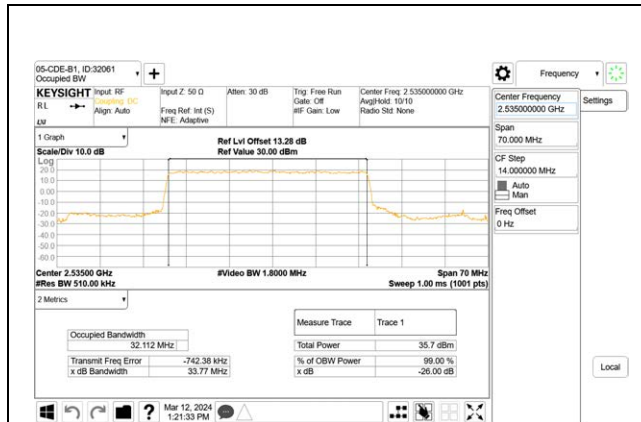 05-CDE-B1, ID:32061
Occupied BW
Frequency
KEYSIGHT
Input: RF
Coupling: DC
Align: Auto
Input Z: 50 Ω
Freq Ref: Int (S)
NFE: Adaptive
Atten: 30 dB
Trig: Free Run
Gate: Off
#IF Gain: Low
Center Freq: 2.535000000 GHz
Avg|Hold: 10/10
Radio Std: None
R L
Center Frequency
2.535000000 GHz
Settings
Span
70.000 MHz
CF Step
14.000000 MHz
Auto
Man
Freq Offset
0 Hz
1 Graph
Scale/Div 10.0 dB
Ref Lvl Offset 13.28 dB
Ref Value 30.00 dBm
Log
20.0
10.0
0.00
-10.0
-20.0
-30.0
-40.0
-50.0
-60.0
Center 2.53500 GHz
#Video BW 1.8000 MHz
Span 70 MHz
#Res BW 510.00 kHz
Sweep 1.00 ms (1001 pts)
2 Metrics
Measure Trace Trace 1
Occupied Bandwidth
32.112 MHz
Total Power 35.7 dBm
Transmit Freq Error -742.38 kHz
% of OBW Power 99.00 %
x dB Bandwidth 33.77 MHz
x dB -26.00 dB
Local
Mar 12, 2024
1:21:33 PM